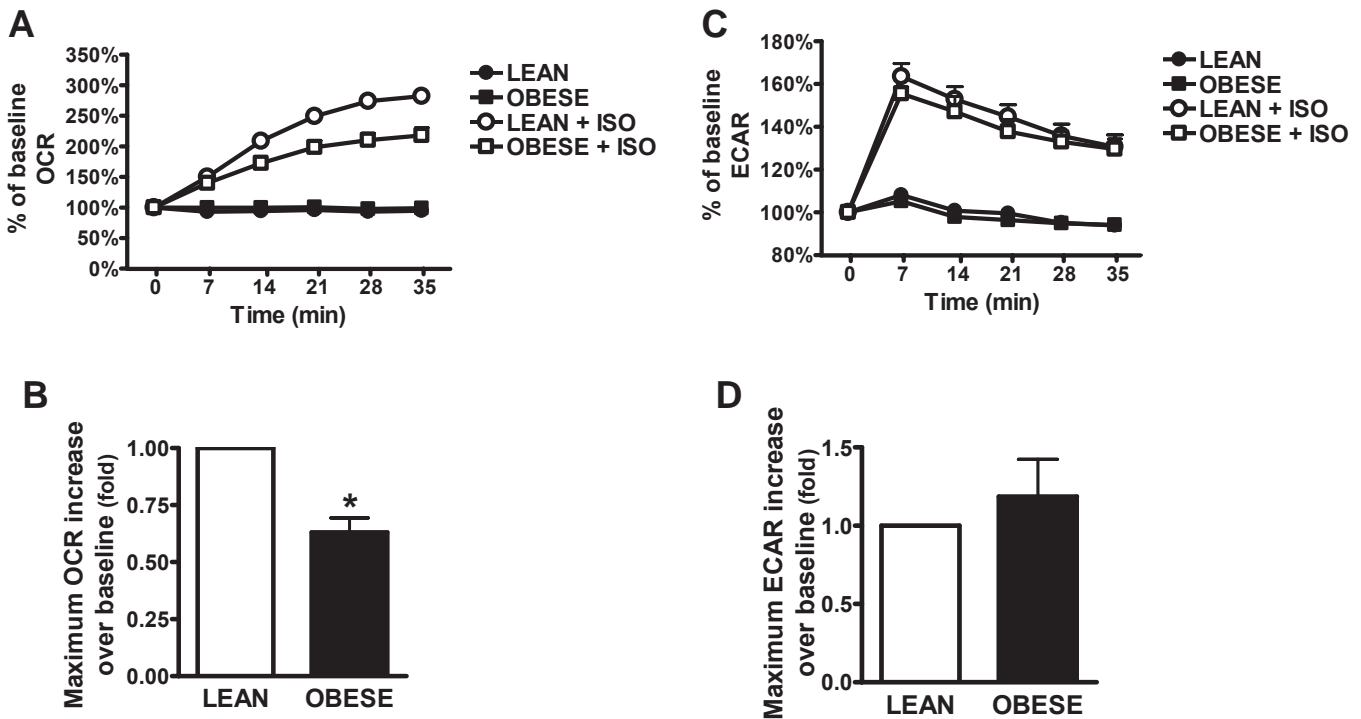 A
% of baseline
OCR
350%
300%
250%
200%
150%
100%
50%
0%
0 7 14 21 28 35
Time (min)
LEAN
OBESE
LEAN + ISO
OBESE + ISO
C
% of baseline
ECAR
180%
160%
140%
120%
100%
80%
0 7 14 21 28 35
Time (min)
LEAN
OBESE
LEAN + ISO
OBESE + ISO
B
Maximum OCR increase
over baseline (fold)
1.00
0.75
0.50
0.25
0.00
*
LEAN OBESE
D
Maximum ECAR increase
over baseline (fold)
1.5
1.0
0.5
0.0
LEAN OBESE